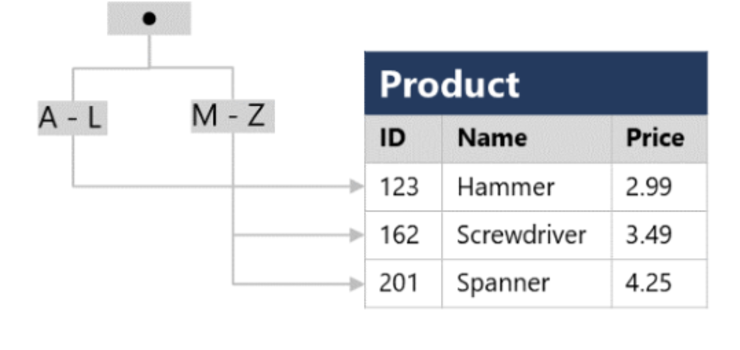 A - L
M - Z
Product
ID Name Price
123 Hammer 2.99
162 Screwdriver 3.49
201 Spanner 4.25